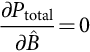 ∂P_total/∂B̂ = 0